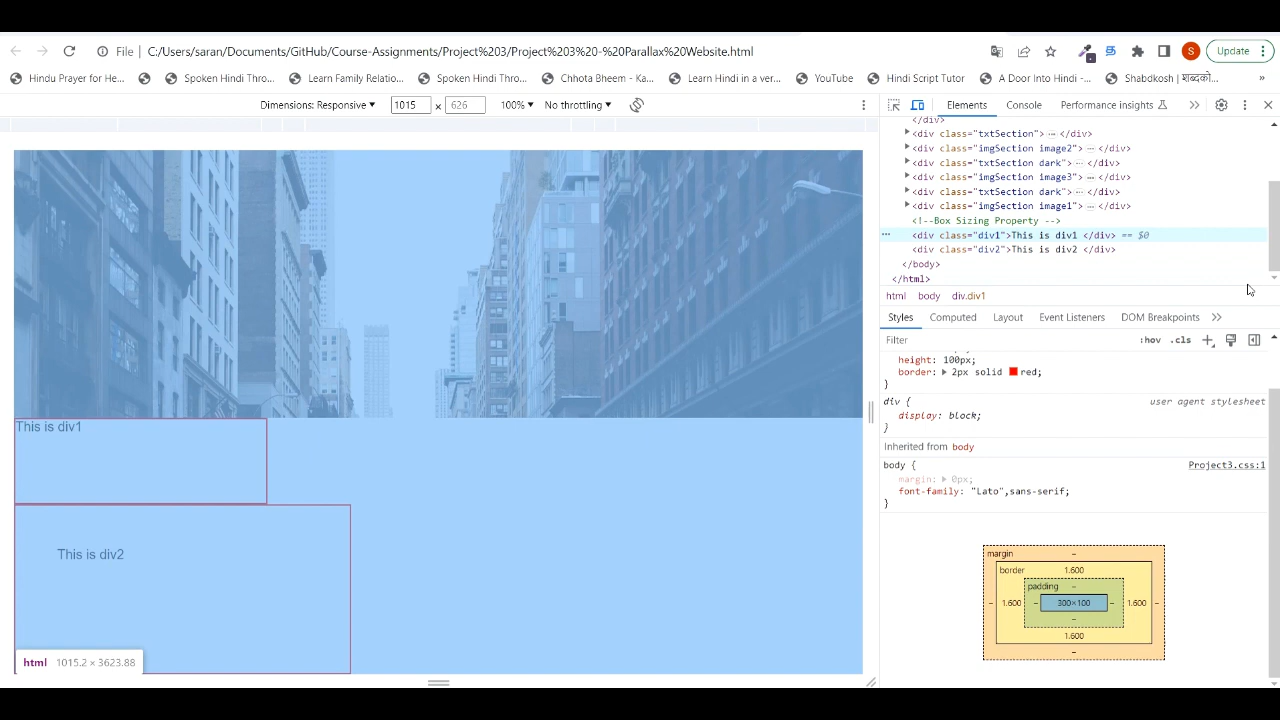 File C:/Users/saran/Documents/GitHub/Course-Assignments/Project%203/Project%203%20-%20Parallax%20Website.html S Update
Hindu Prayer for He... Spoken Hindi Thro... Learn Family Relatio... Spoken Hindi Thro... Chhota Bheem - Ka... Learn Hindi in a ver... YouTube Hindi Script Tutor A Door Into Hindi -... Shabdkosh | शब्दको... »
Dimensions: Responsive 1015 x 626 100% No throttling Elements Console Performance insights »
</div>
<div class="txtSection"> … </div>
<div class="imgSection image2"> … </div>
<div class="txtSection dark"> … </div>
<div class="imgSection image3"> … </div>
<div class="txtSection dark"> … </div>
<div class="imgSection image1"> … </div>
<!--Box Sizing Property -->
<div class="div1">This is div1 </div> == $0
<div class="div2">This is div2 </div>
</body>
</html>
html body div.div1
Styles Computed Layout Event Listeners DOM Breakpoints »
Filter :hov .cls
height: 100px;
border: 2px solid red;
}
div { user agent stylesheet
display: block;
}
Inherited from body
body { Project3.css:1
margin: 0px;
font-family: "Lato",sans-serif;
}
margin –
border 1.600
padding –
– 1.600 – 300×100 – 1.600 –
–
1.600
–
This is div1
This is div2
html 1015.2 × 3623.88